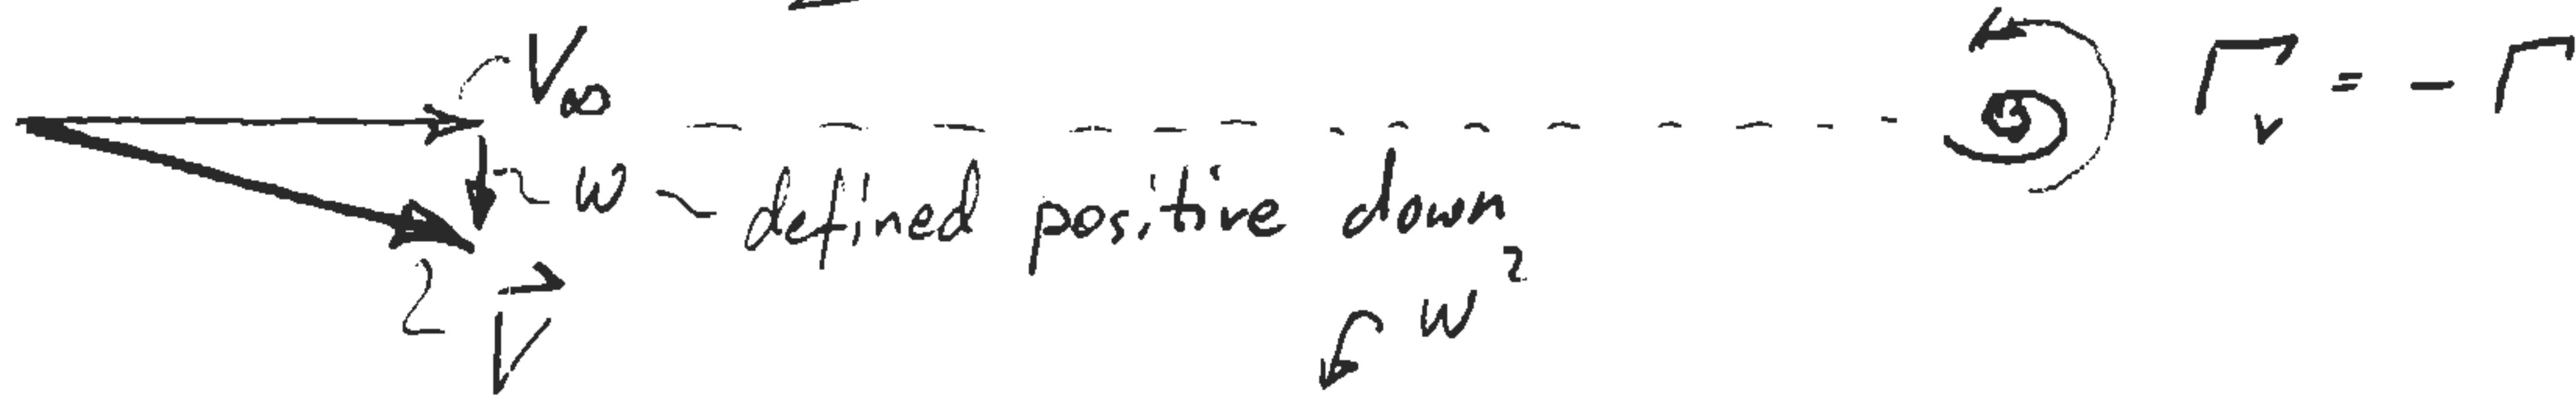 V∞
Γᵥ = - Γ
w ~ defined positive down
V⃗
w²